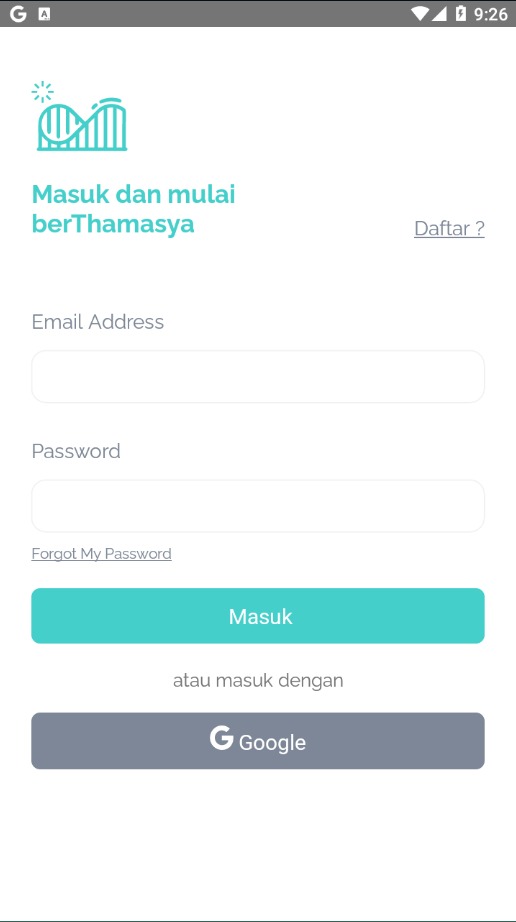 9:26
Masuk dan mulai
berThamasya
Daftar ?
Email Address
Password
Forgot My Password
Masuk
atau masuk dengan
G Google